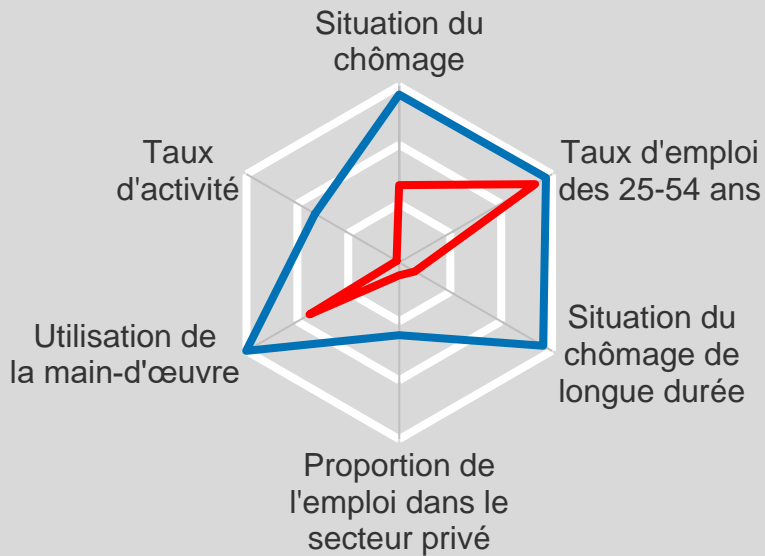 Situation du
chômage
Taux
d'activité
Taux d'emploi
des 25-54 ans
Utilisation de
la main-d'œuvre
Situation du
chômage de
longue durée
Proportion de
l'emploi dans le
secteur privé